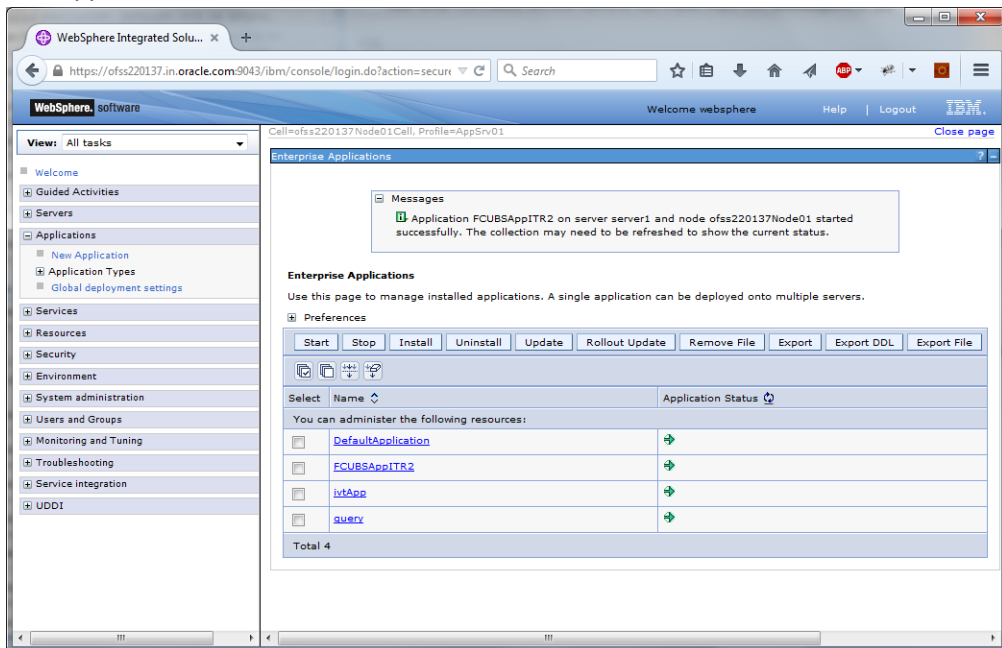 WebSphere Integrated Solu... × +
https://ofss220137.in.oracle.com:9043/ibm/console/login.do?action=secure
Search
ABP
WebSphere. software
Welcome websphere
Help | Logout
IBM.
View: All tasks
Welcome
Guided Activities
Servers
Applications
New Application
Application Types
Global deployment settings
Services
Resources
Security
Environment
System administration
Users and Groups
Monitoring and Tuning
Troubleshooting
Service integration
UDDI
Cell=ofss220137Node01Cell, Profile=AppSrv01
Close page
Enterprise Applications
? -
Messages
Application FCUBSAppITR2 on server server1 and node ofss220137Node01 started
successfully. The collection may need to be refreshed to show the current status.
Enterprise Applications
Use this page to manage installed applications. A single application can be deployed onto multiple servers.
Preferences
Start Stop Install Uninstall Update Rollout Update Remove File Export Export DDL Export File
Select Name Application Status
You can administer the following resources:
DefaultApplication
FCUBSAppITR2
ivtApp
query
Total 4